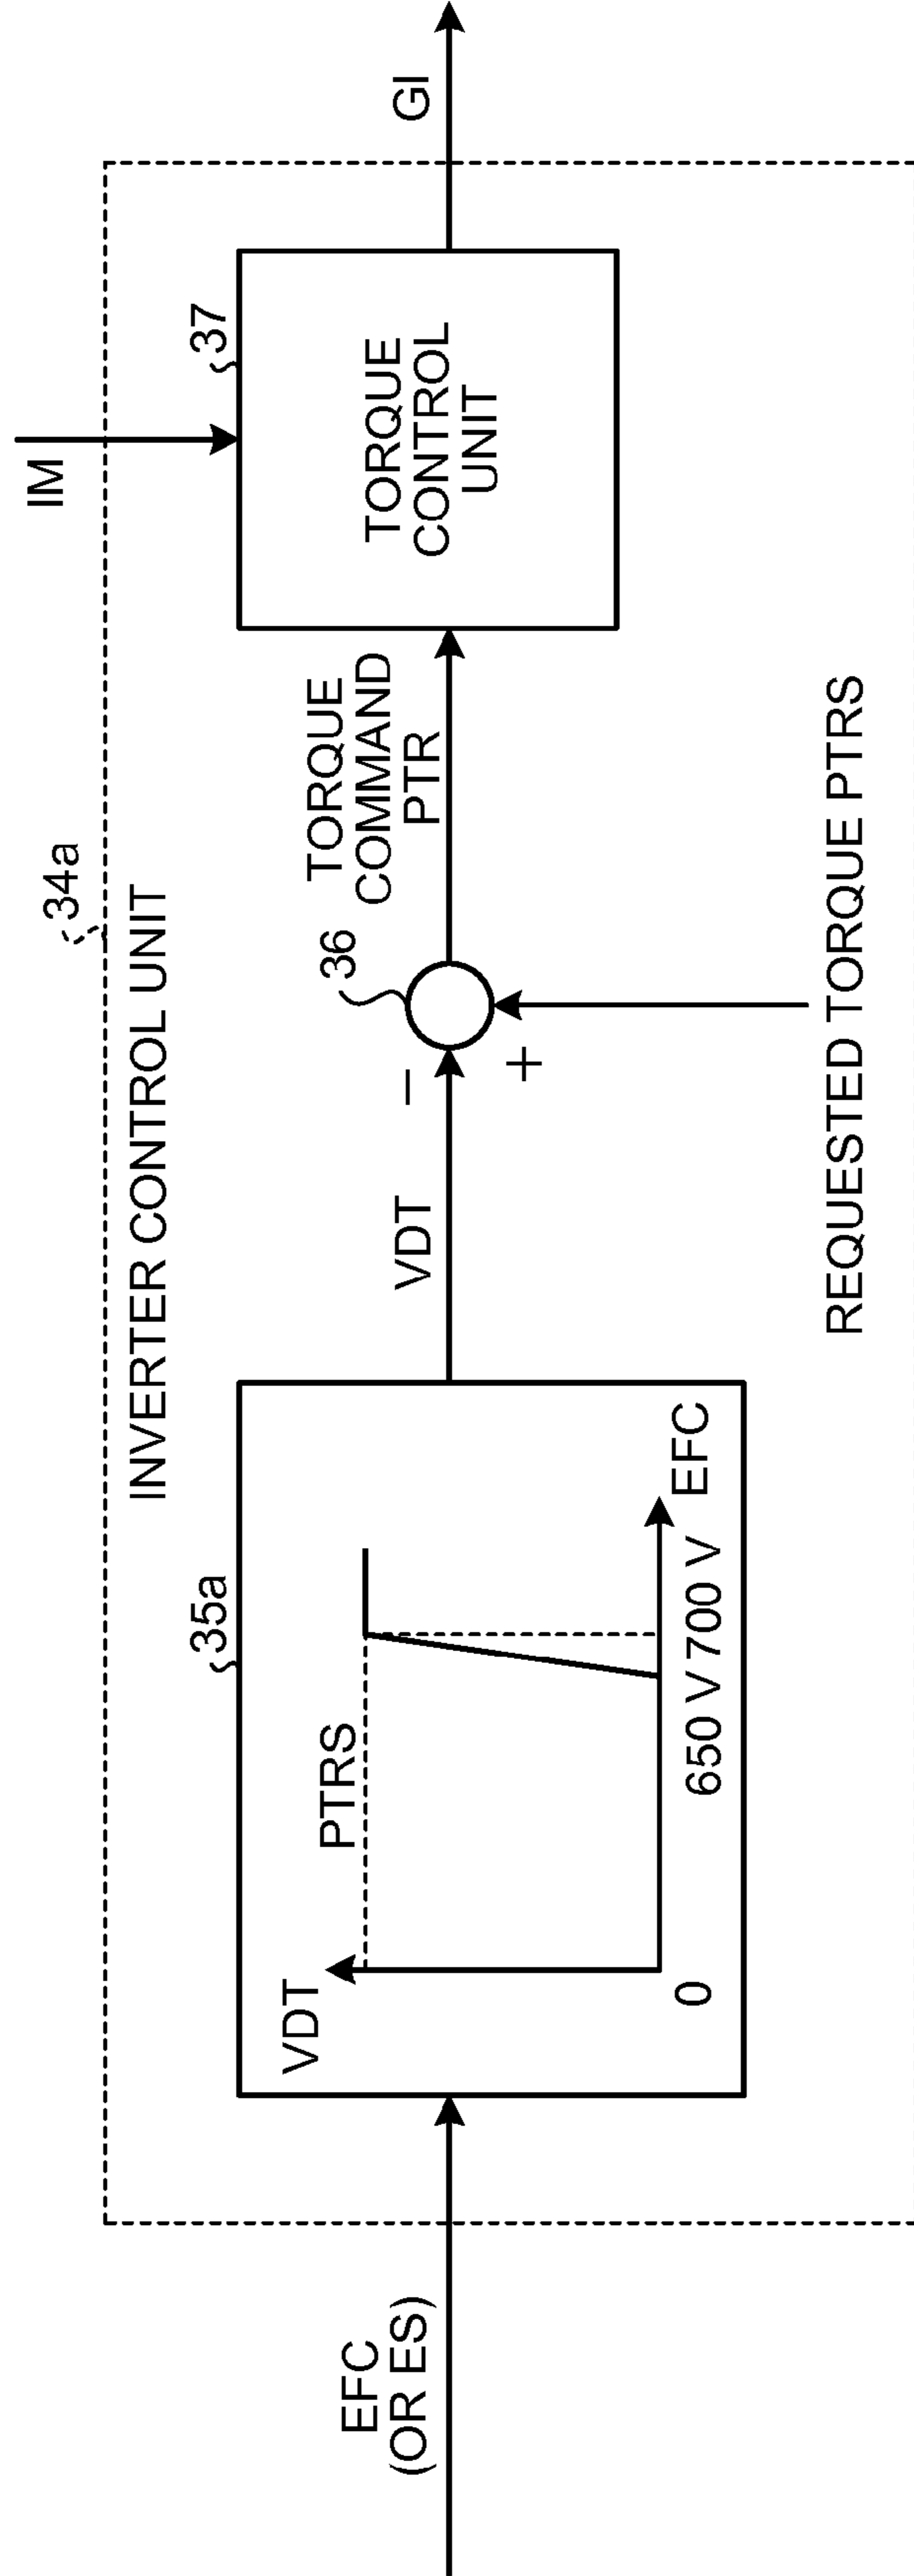 34a
INVERTER CONTROL UNIT
EFC
(OR ES)
35a
VDT
PTRS
0
650 V 700 V
EFC
VDT
36
−
+
REQUESTED TORQUE PTRS
TORQUE
COMMAND
PTR
IM
37
TORQUE
CONTROL
UNIT
GI